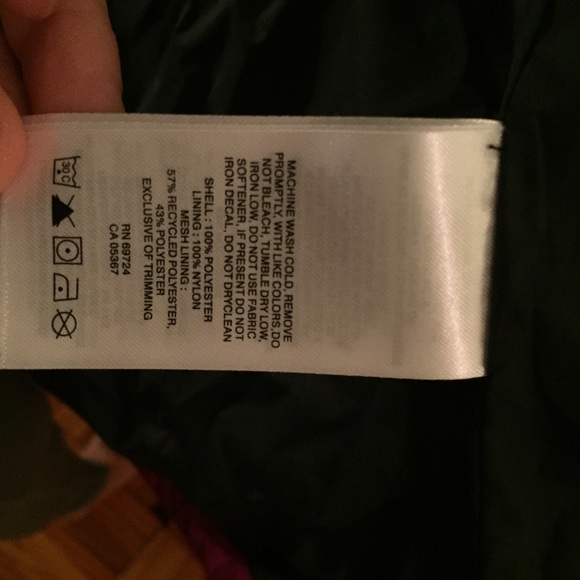 MACHINE WASH COLD, REMOVE
PROMPTLY, WITH LIKE COLORS,DO
NOT BLEACH, TUMBLE DRY LOW,
IRON LOW, DO NOT USE FABRIC
SOFTENER, IF PRESENT DO NOT
IRON DECAL, DO NOT DRYCLEAN
SHELL : 100% POLYESTER
LINING : 100% NYLON
MESH LINING :
57% RECYCLED POLYESTER,
43% POLYESTER
EXCLUSIVE OF TRIMMING
RN 69724
CA 05367
30 C